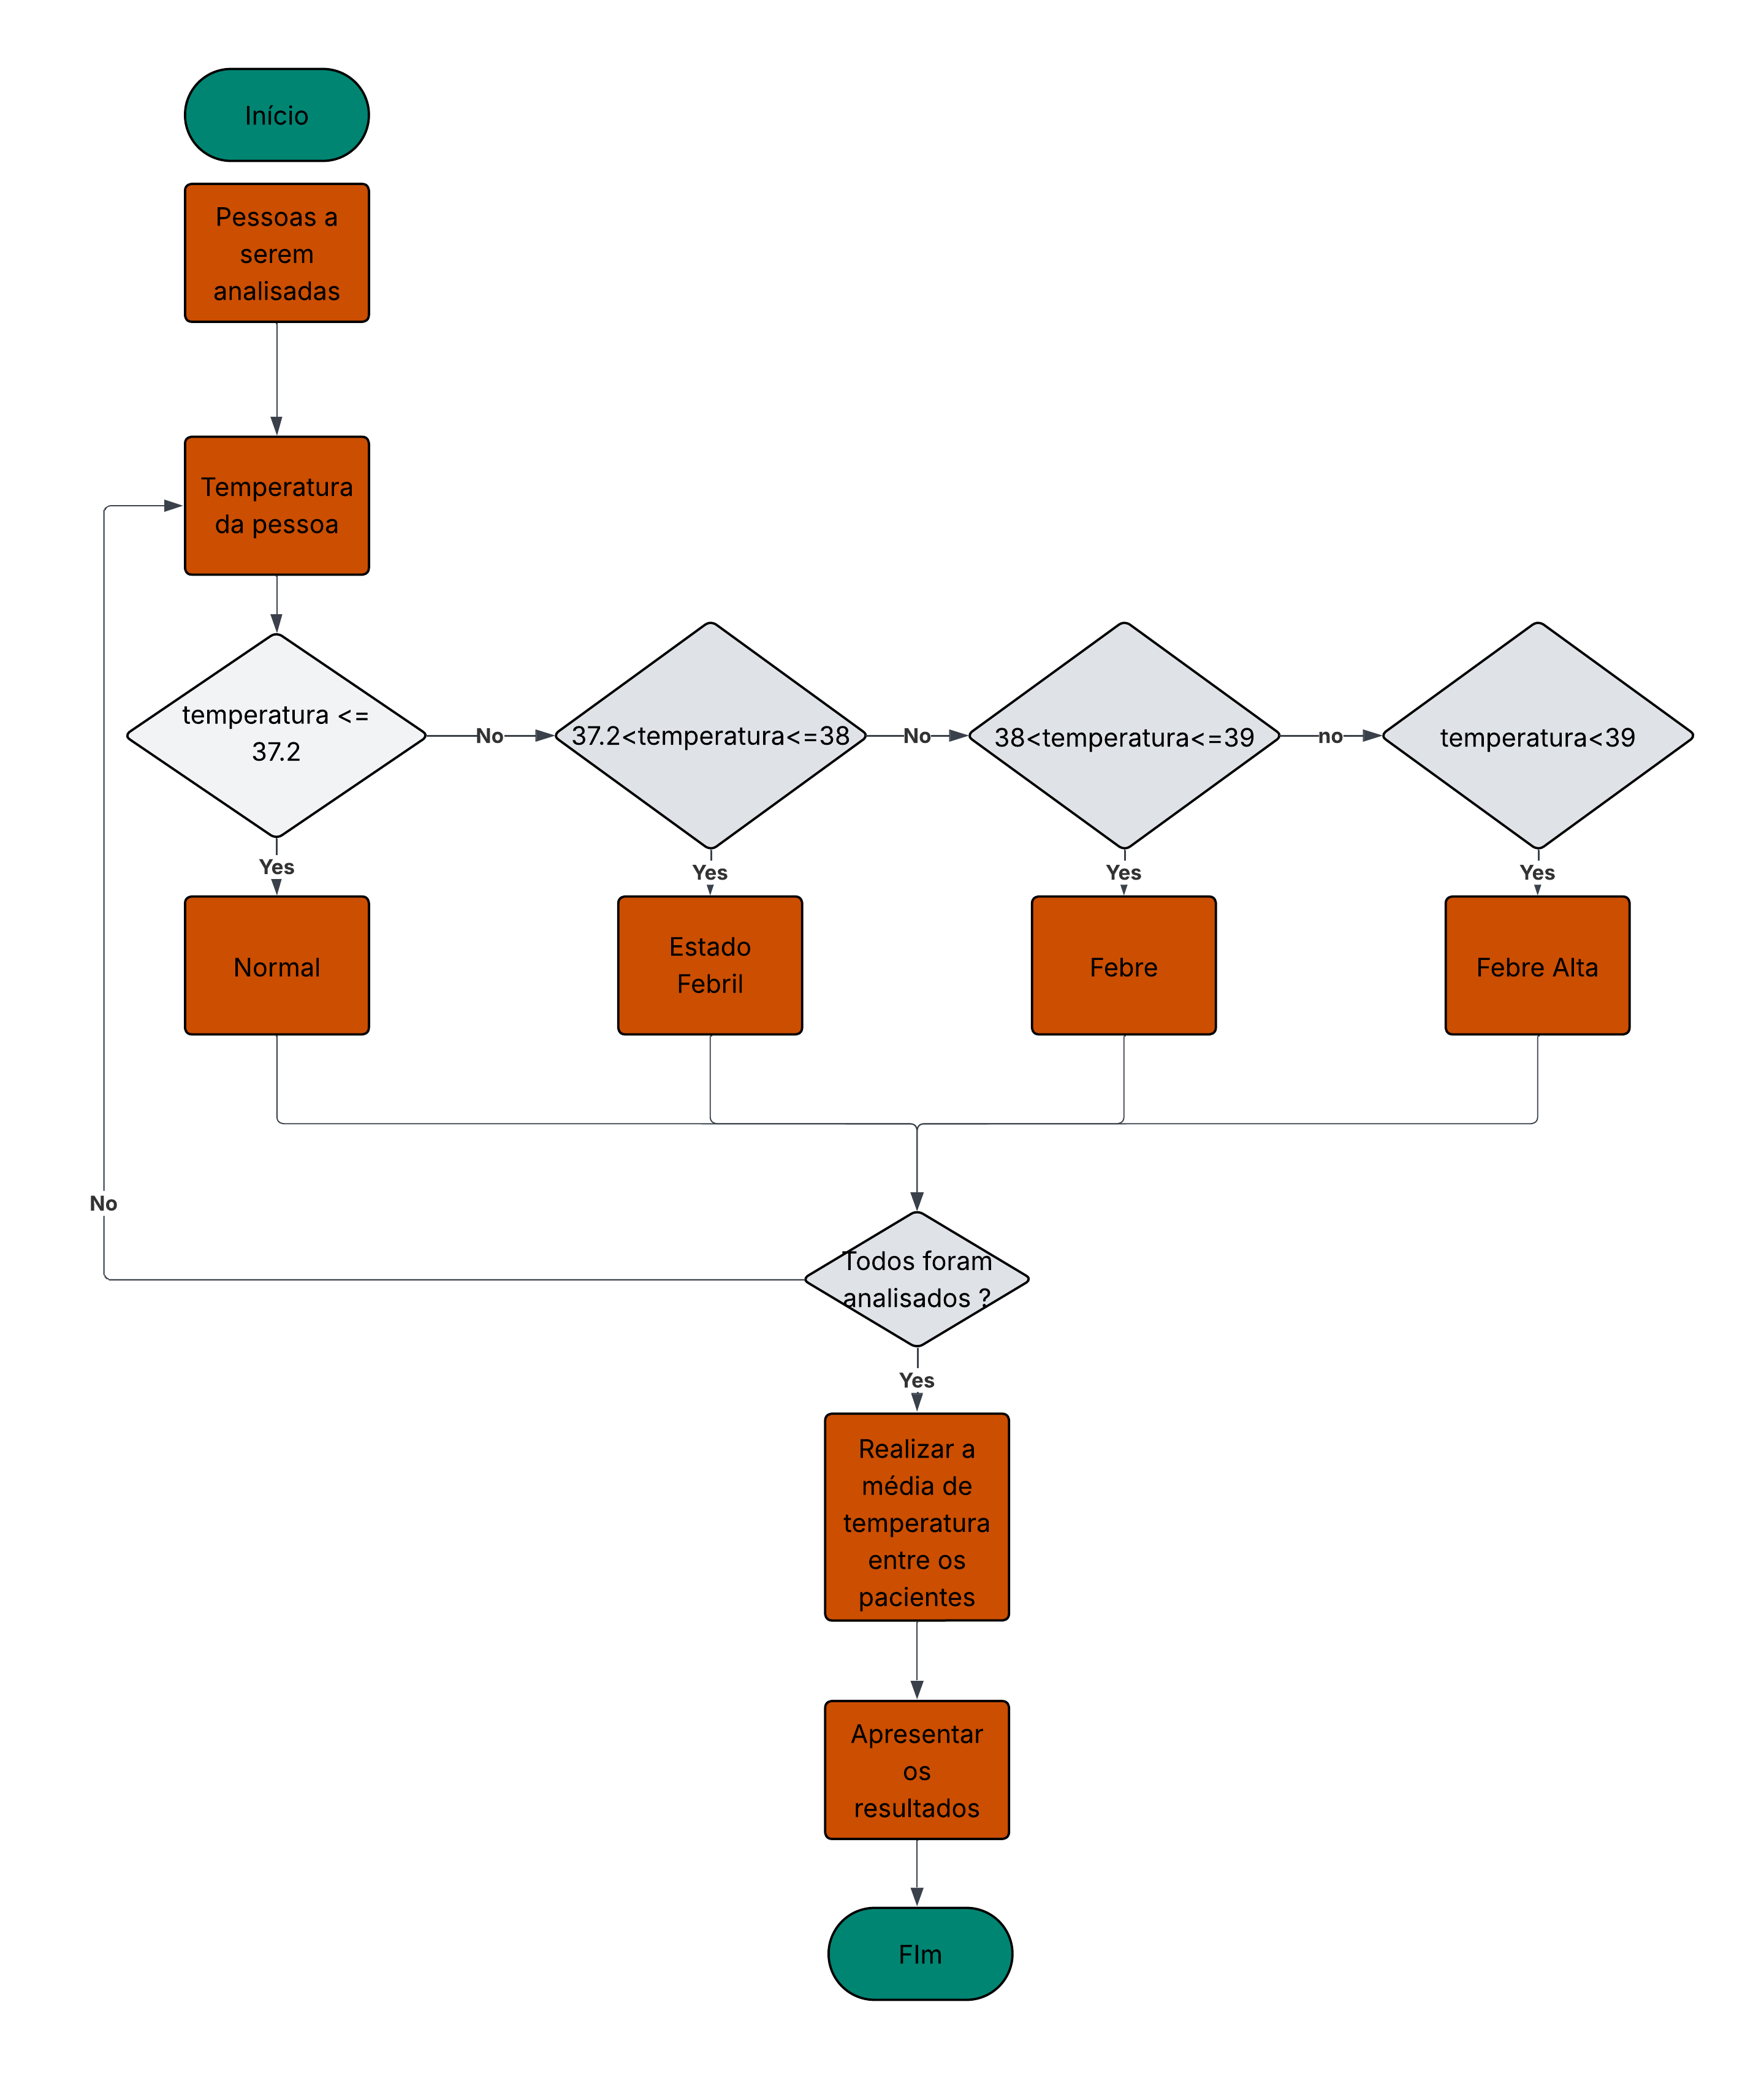 Início
Pessoas a
serem
analisadas
Temperatura
da pessoa
temperatura <=
37.2
No
37.2<temperatura<=38
No
38<temperatura<=39
no
temperatura<39
Yes
Yes
Yes
Yes
Normal
Estado
Febril
Febre
Febre Alta
No
Todos foram
analisados ?
Yes
Realizar a
média de
temperatura
entre os
pacientes
Apresentar
os
resultados
FIm